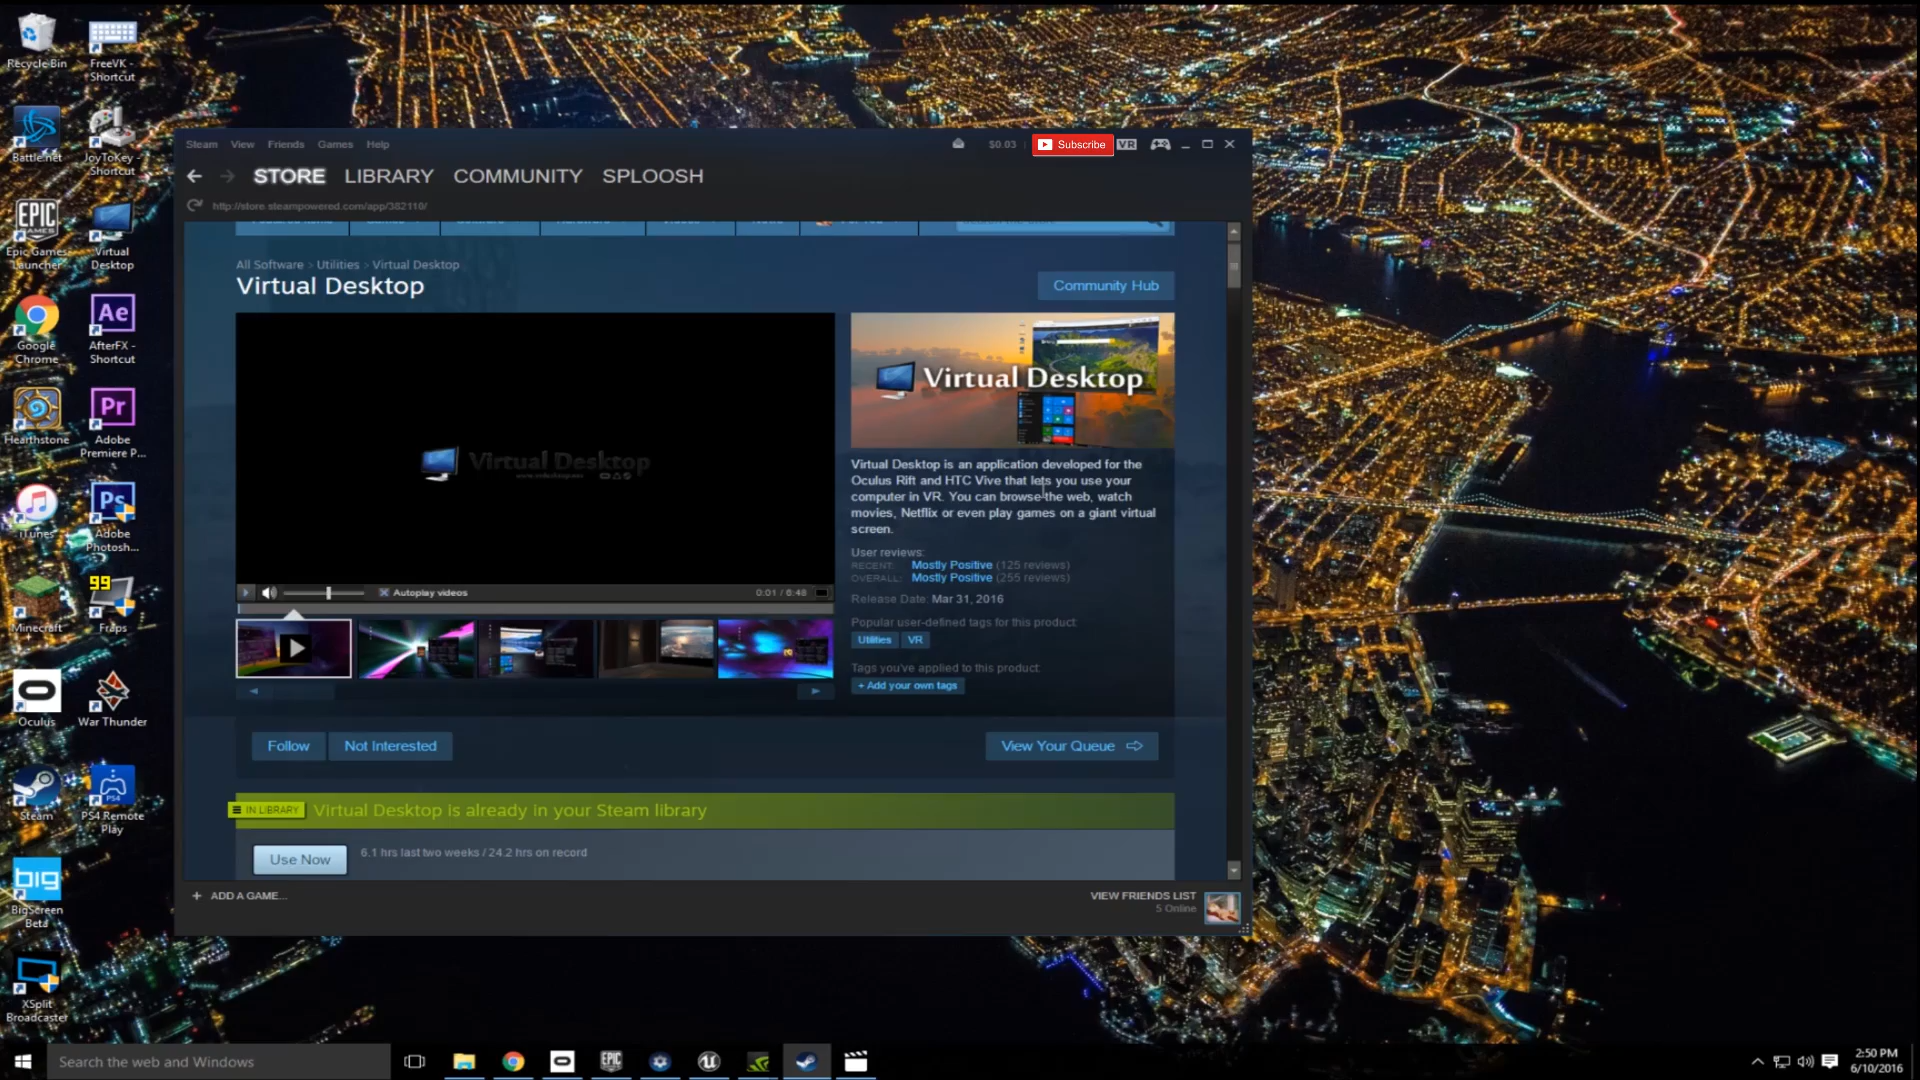 Recycle Bin
FreeVK -
Shortcut
Battle.net
JoyToKey -
Shortcut
EPIC
GAMES
Epic Games
Launcher
Virtual
Desktop
Google
Chrome
Ae
AfterFX -
Shortcut
Hearthstone
Pr
Adobe
Premiere P...
iTunes
Ps
Adobe
Photosh...
Minecraft
99
Fraps
Oculus
War Thunder
Steam
PS4
PS4 Remote
Play
big
BigScreen
Beta
XSplit
Broadcaster
Steam View Friends Games Help
$0.03
Subscribe
VR
STORE LIBRARY COMMUNITY SPLOOSH
http://store.steampowered.com/app/382110/
All Software > Utilities > Virtual Desktop
Virtual Desktop
Community Hub
Virtual Desktop
Autoplay videos
0:01 / 6:48
Virtual Desktop
Virtual Desktop is an application developed for the
Oculus Rift and HTC Vive that lets you use your
computer in VR. You can browse the web, watch
movies, Netflix or even play games on a giant virtual
screen.
User reviews:
RECENT: Mostly Positive (125 reviews)
OVERALL: Mostly Positive (255 reviews)
Release Date: Mar 31, 2016
Popular user-defined tags for this product:
Utilities VR
Tags you've applied to this product:
+ Add your own tags
Follow
Not Interested
View Your Queue
IN LIBRARY
Virtual Desktop is already in your Steam library
Use Now
6.1 hrs last two weeks / 24.2 hrs on record
+ ADD A GAME...
VIEW FRIENDS LIST
5 Online
Search the web and Windows
EPIC
2:50 PM
6/10/2016